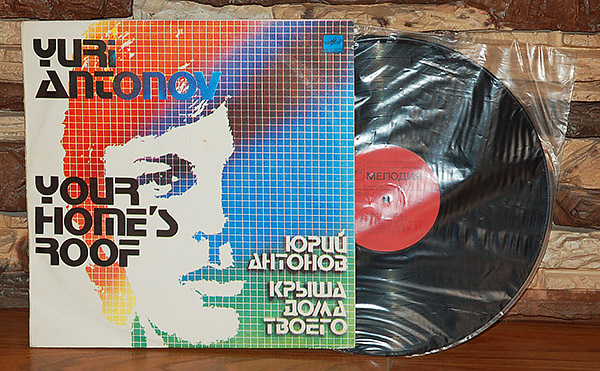 YURI
ANTONOV
YOUR
HOME'S
ROOF
ЮРИЙ
АНТОНОВ
КРЫША
ДОМА
ТВОЕГО
МЕЛОДИЯ